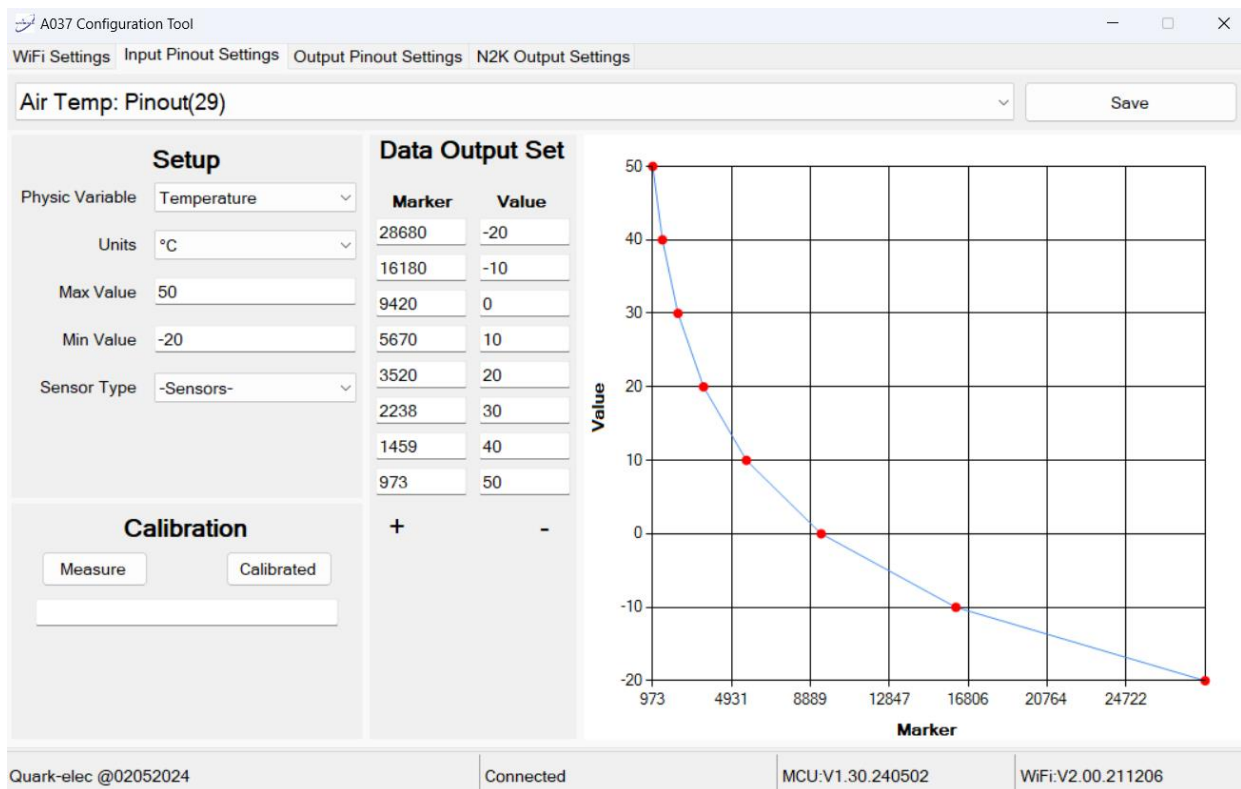 A037 Configuration Tool
WiFi Settings Input Pinout Settings Output Pinout Settings N2K Output Settings
Air Temp: Pinout(29) Save
Setup
Physic Variable Temperature
Units °C
Max Value 50
Min Value -20
Sensor Type -Sensors-
Calibration
Measure Calibrated
Data Output Set
Marker Value
28680 -20
16180 -10
9420 0
5670 10
3520 20
2238 30
1459 40
973 50
+ -
50
40
30
20
10
0
-10
-20
Value
973 4931 8889 12847 16806 20764 24722
Marker
Quark-elec @02052024 Connected MCU:V1.30.240502 WiFi:V2.00.211206